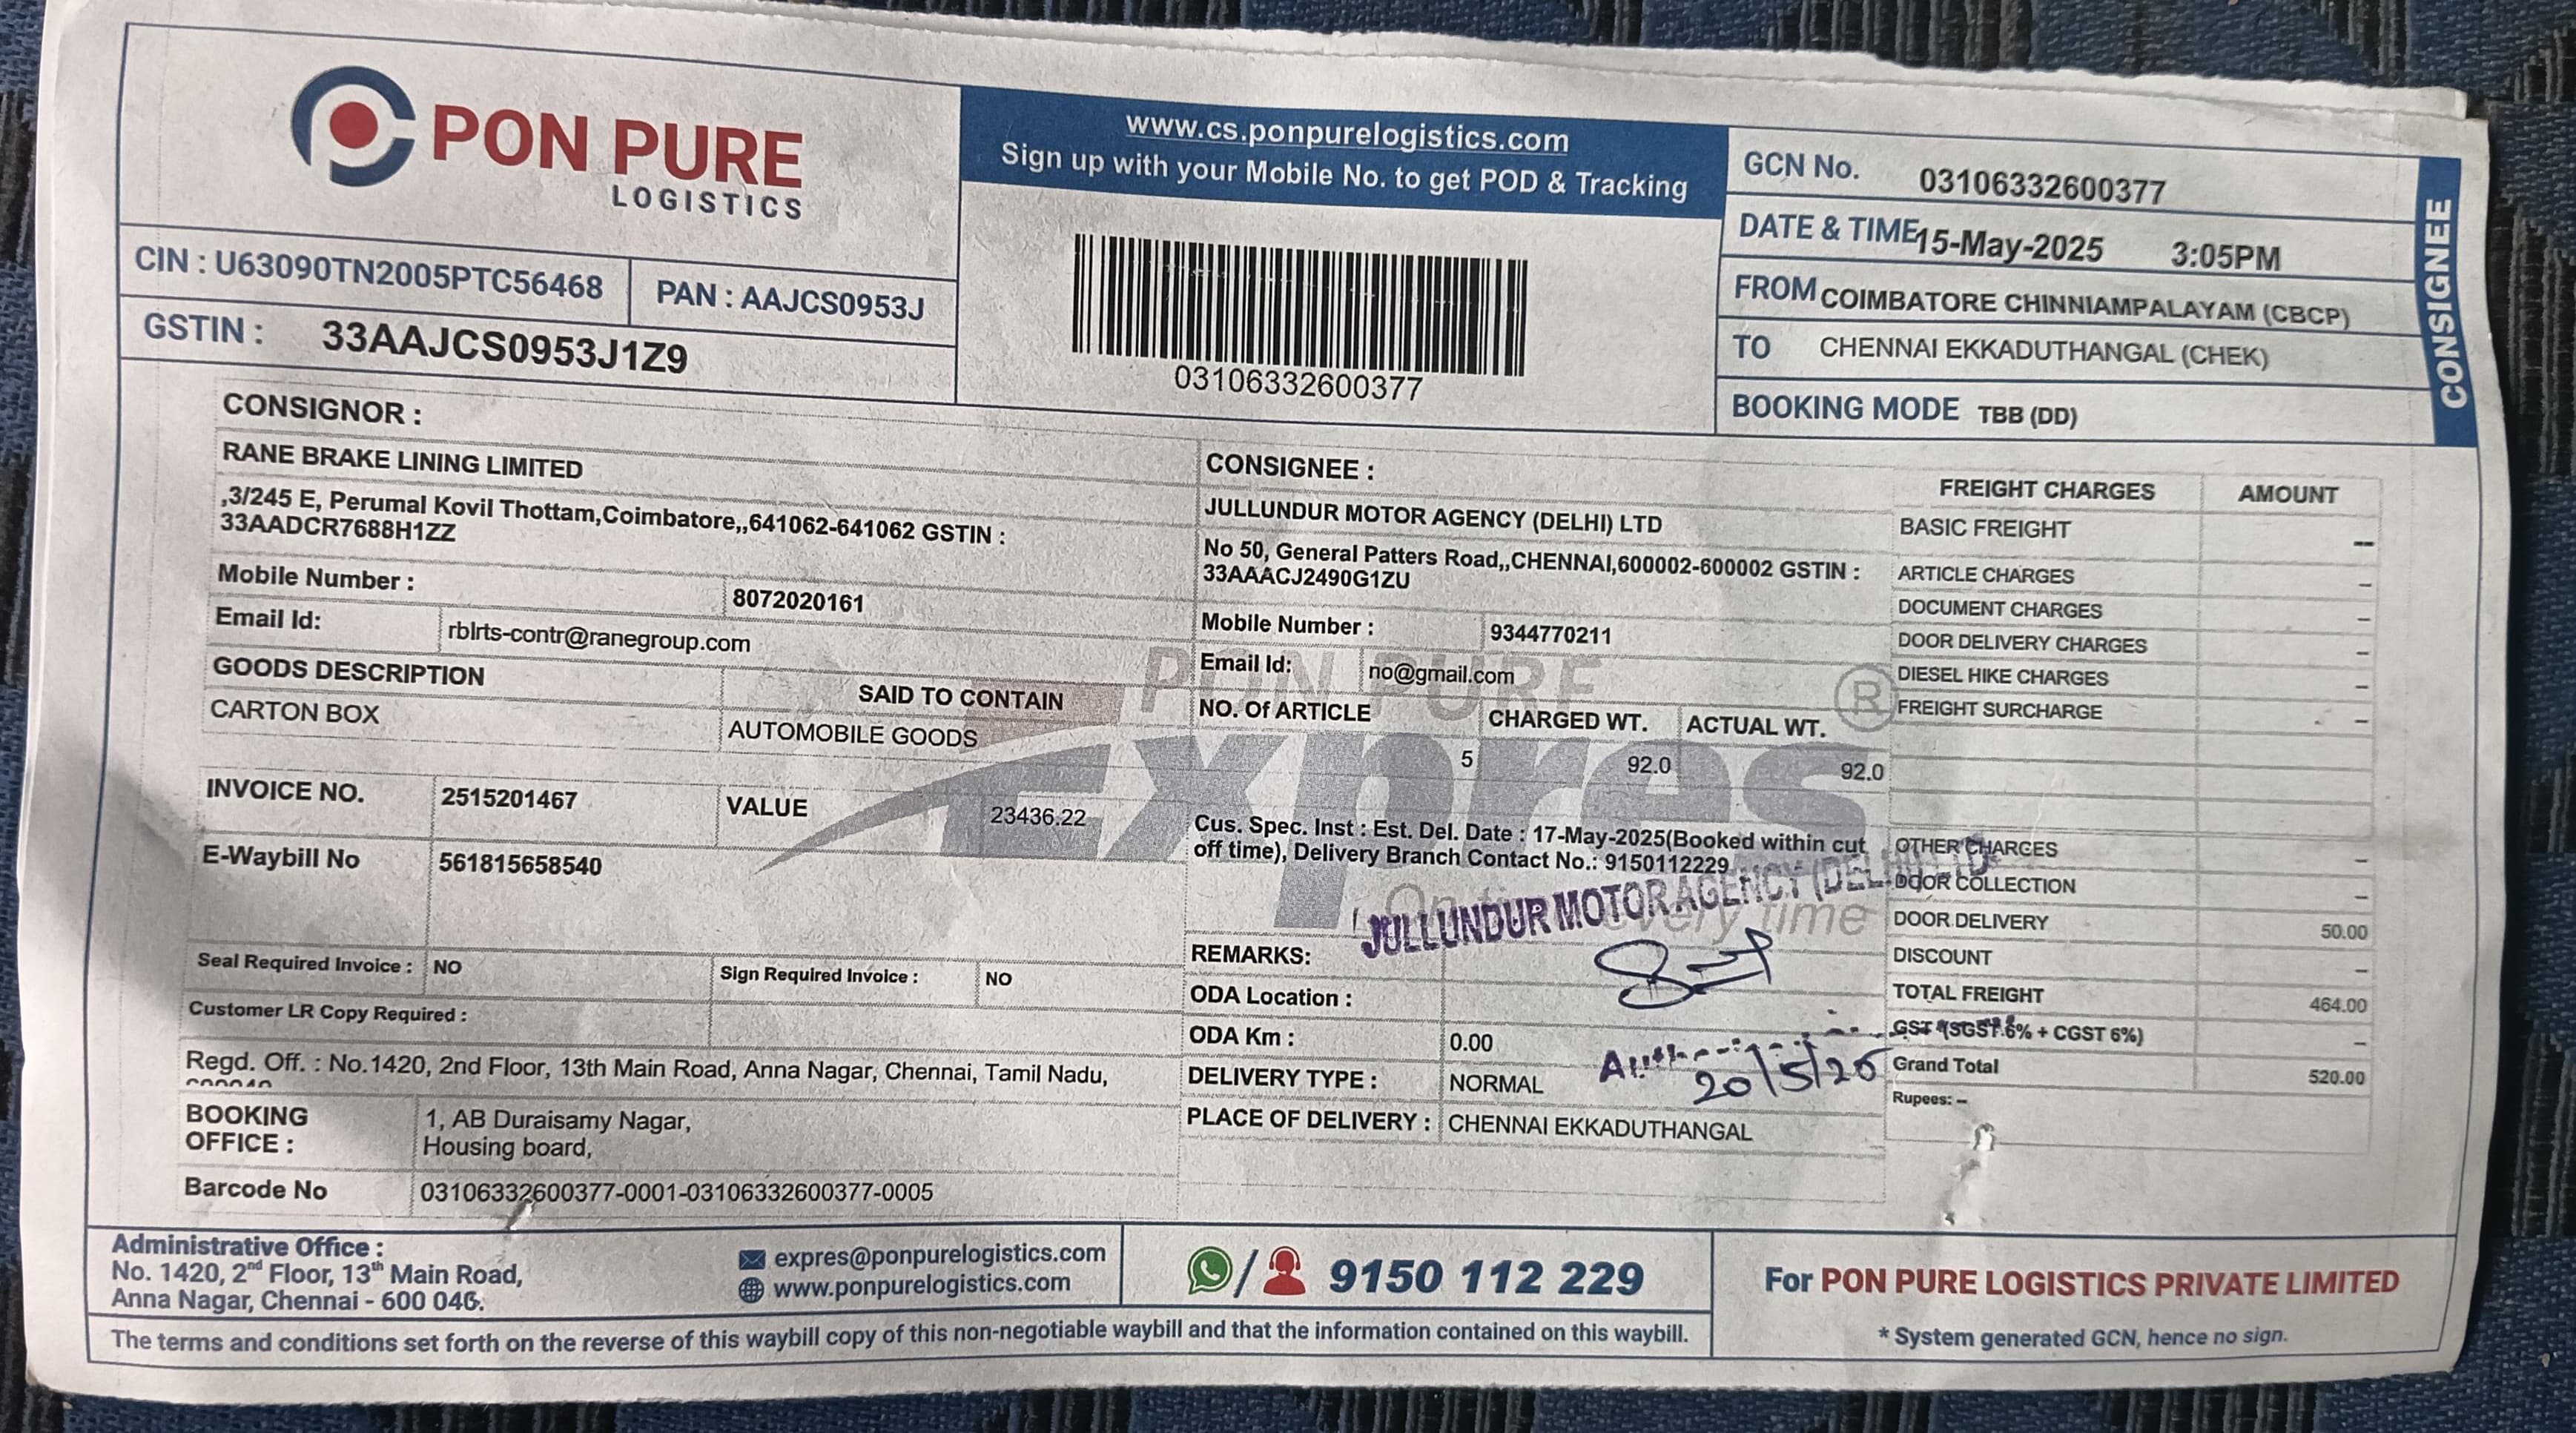 PON PURE
LOGISTICS
CIN : U63090TN2005PTC56468
PAN : AAJCS0953J
GSTIN : 33AAJCS0953J1Z9
www.cs.ponpurelogistics.com
Sign up with your Mobile No. to get POD & Tracking
03106332600377
GCN No. 03106332600377
DATE & TIME 15-May-2025 3:05PM
FROM COIMBATORE CHINNIAMPALAYAM (CBCP)
TO CHENNAI EKKADUTHANGAL (CHEK)
BOOKING MODE TBB (DD)
CONSIGNEE
CONSIGNOR :
RANE BRAKE LINING LIMITED
,3/245 E, Perumal Kovil Thottam,Coimbatore,,641062-641062 GSTIN :
33AADCR7688H1ZZ
Mobile Number : 8072020161
Email Id: rblrts-contr@ranegroup.com
GOODS DESCRIPTION SAID TO CONTAIN
CARTON BOX AUTOMOBILE GOODS
INVOICE NO. 2515201467 VALUE 23436.22
E-Waybill No 561815658540
Seal Required Invoice : NO Sign Required Invoice : NO
Customer LR Copy Required :
Regd. Off. : No.1420, 2nd Floor, 13th Main Road, Anna Nagar, Chennai, Tamil Nadu,
BOOKING OFFICE : 1, AB Duraisamy Nagar,
Housing board,
Barcode No 03106332600377-0001-03106332600377-0005
CONSIGNEE :
JULLUNDUR MOTOR AGENCY (DELHI) LTD
No 50, General Patters Road,,CHENNAI,600002-600002 GSTIN :
33AAACJ2490G1ZU
Mobile Number : 9344770211
Email Id: no@gmail.com
NO. Of ARTICLE CHARGED WT. ACTUAL WT.
5 92.0 92.0
PON PURE
Expres ®
On time every time
Cus. Spec. Inst : Est. Del. Date : 17-May-2025(Booked within cut
off time), Delivery Branch Contact No.: 9150112229
JULLUNDUR MOTOR AGENCY (DELHI) LTD
REMARKS:
ODA Location :
ODA Km : 0.00
DELIVERY TYPE : NORMAL
20/5/25
PLACE OF DELIVERY : CHENNAI EKKADUTHANGAL
FREIGHT CHARGES AMOUNT
BASIC FREIGHT --
ARTICLE CHARGES –
DOCUMENT CHARGES –
DOOR DELIVERY CHARGES –
DIESEL HIKE CHARGES –
FREIGHT SURCHARGE –
OTHER CHARGES –
DOOR COLLECTION –
DOOR DELIVERY 50.00
DISCOUNT –
TOTAL FREIGHT 464.00
GST (SGST 6% + CGST 6%) –
Grand Total 520.00
Rupees: –
Administrative Office :
No. 1420, 2nd Floor, 13th Main Road,
Anna Nagar, Chennai - 600 040.
expres@ponpurelogistics.com
www.ponpurelogistics.com
/ 9150 112 229
For PON PURE LOGISTICS PRIVATE LIMITED
* System generated GCN, hence no sign.
The terms and conditions set forth on the reverse of this waybill copy of this non-negotiable waybill and that the information contained on this waybill.